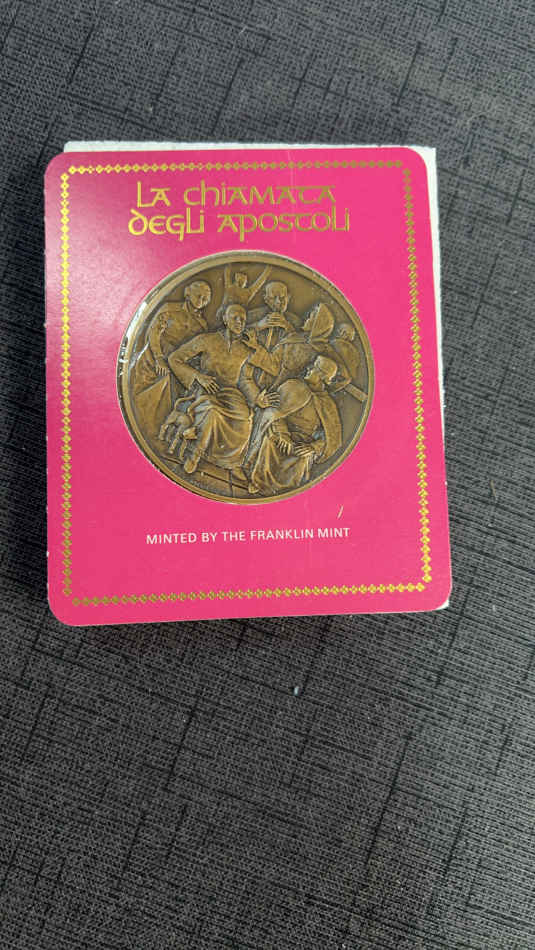 La chiamata
degli apostoli
MINTED BY THE FRANKLIN MINT